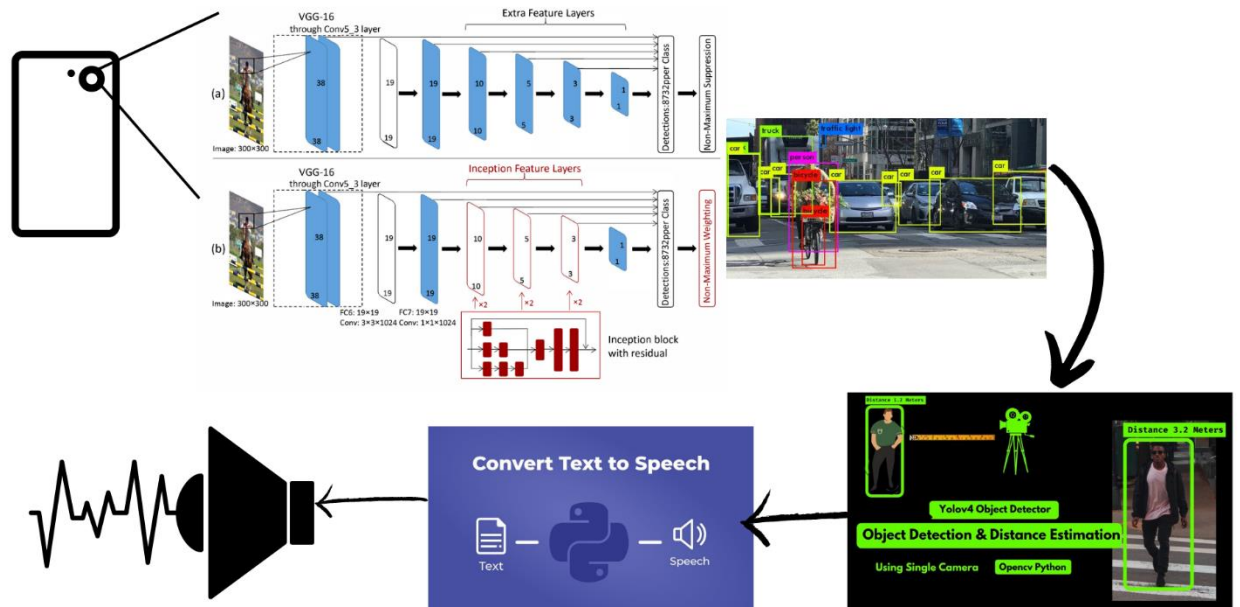 VGG-16
through Conv5_3 layer
Extra Feature Layers
(a)
38
38
19
19
19
19
10
10
5
5
3
3
1
1
Image: 300×300
Detections:8732pper Class
Non-Maximum Suppression
VGG-16
through Conv5_3 layer
Inception Feature Layers
(b)
38
38
19
19
19
19
10
10
5
5
3
3
1
1
Image: 300×300
Detections:8732pper Class
Non-Maximum Weighting
FC6: 19×19
Conv: 3×3×1024
FC7: 19×19
Conv: 1×1×1024
×2
×2
×2
Inception block
with residual
truck
traffic light
person
car
car
car
car
car
car
car
bicycle
bicycle
Distance 3.2 Meters
Yolov4 Object Detector
Object Detection & Distance Estimation
Using Single Camera
Opencv Python
Convert Text to Speech
Text
Speech